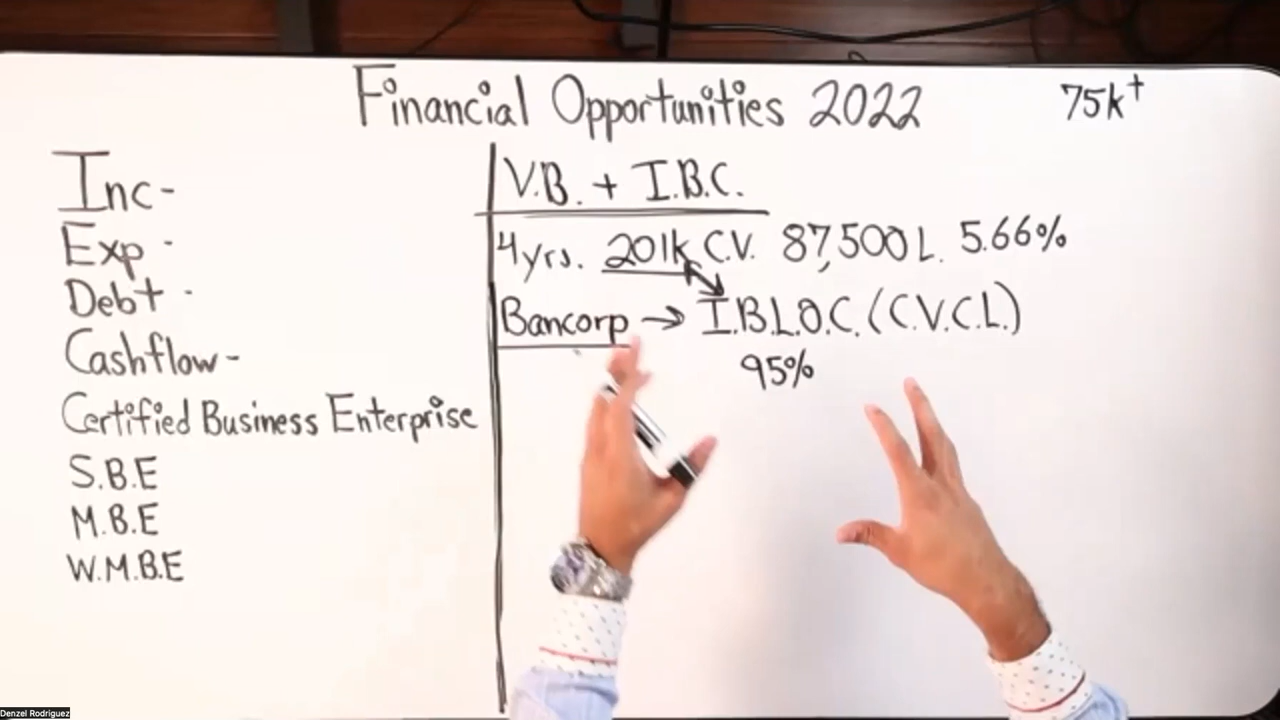 Financial Opportunities 2022
75k+
Inc-
Exp-
Debt-
Cashflow-
Certified Business Enterprise
S.B.E
M.B.E
W.M.B.E
V.B. + I.B.C.
4yrs. 201k C.V. 87,500 L. 5.66%
Bancorp → I.B.L.O.C. (C.V.C.L.)
95%
Denzel Rodriguez